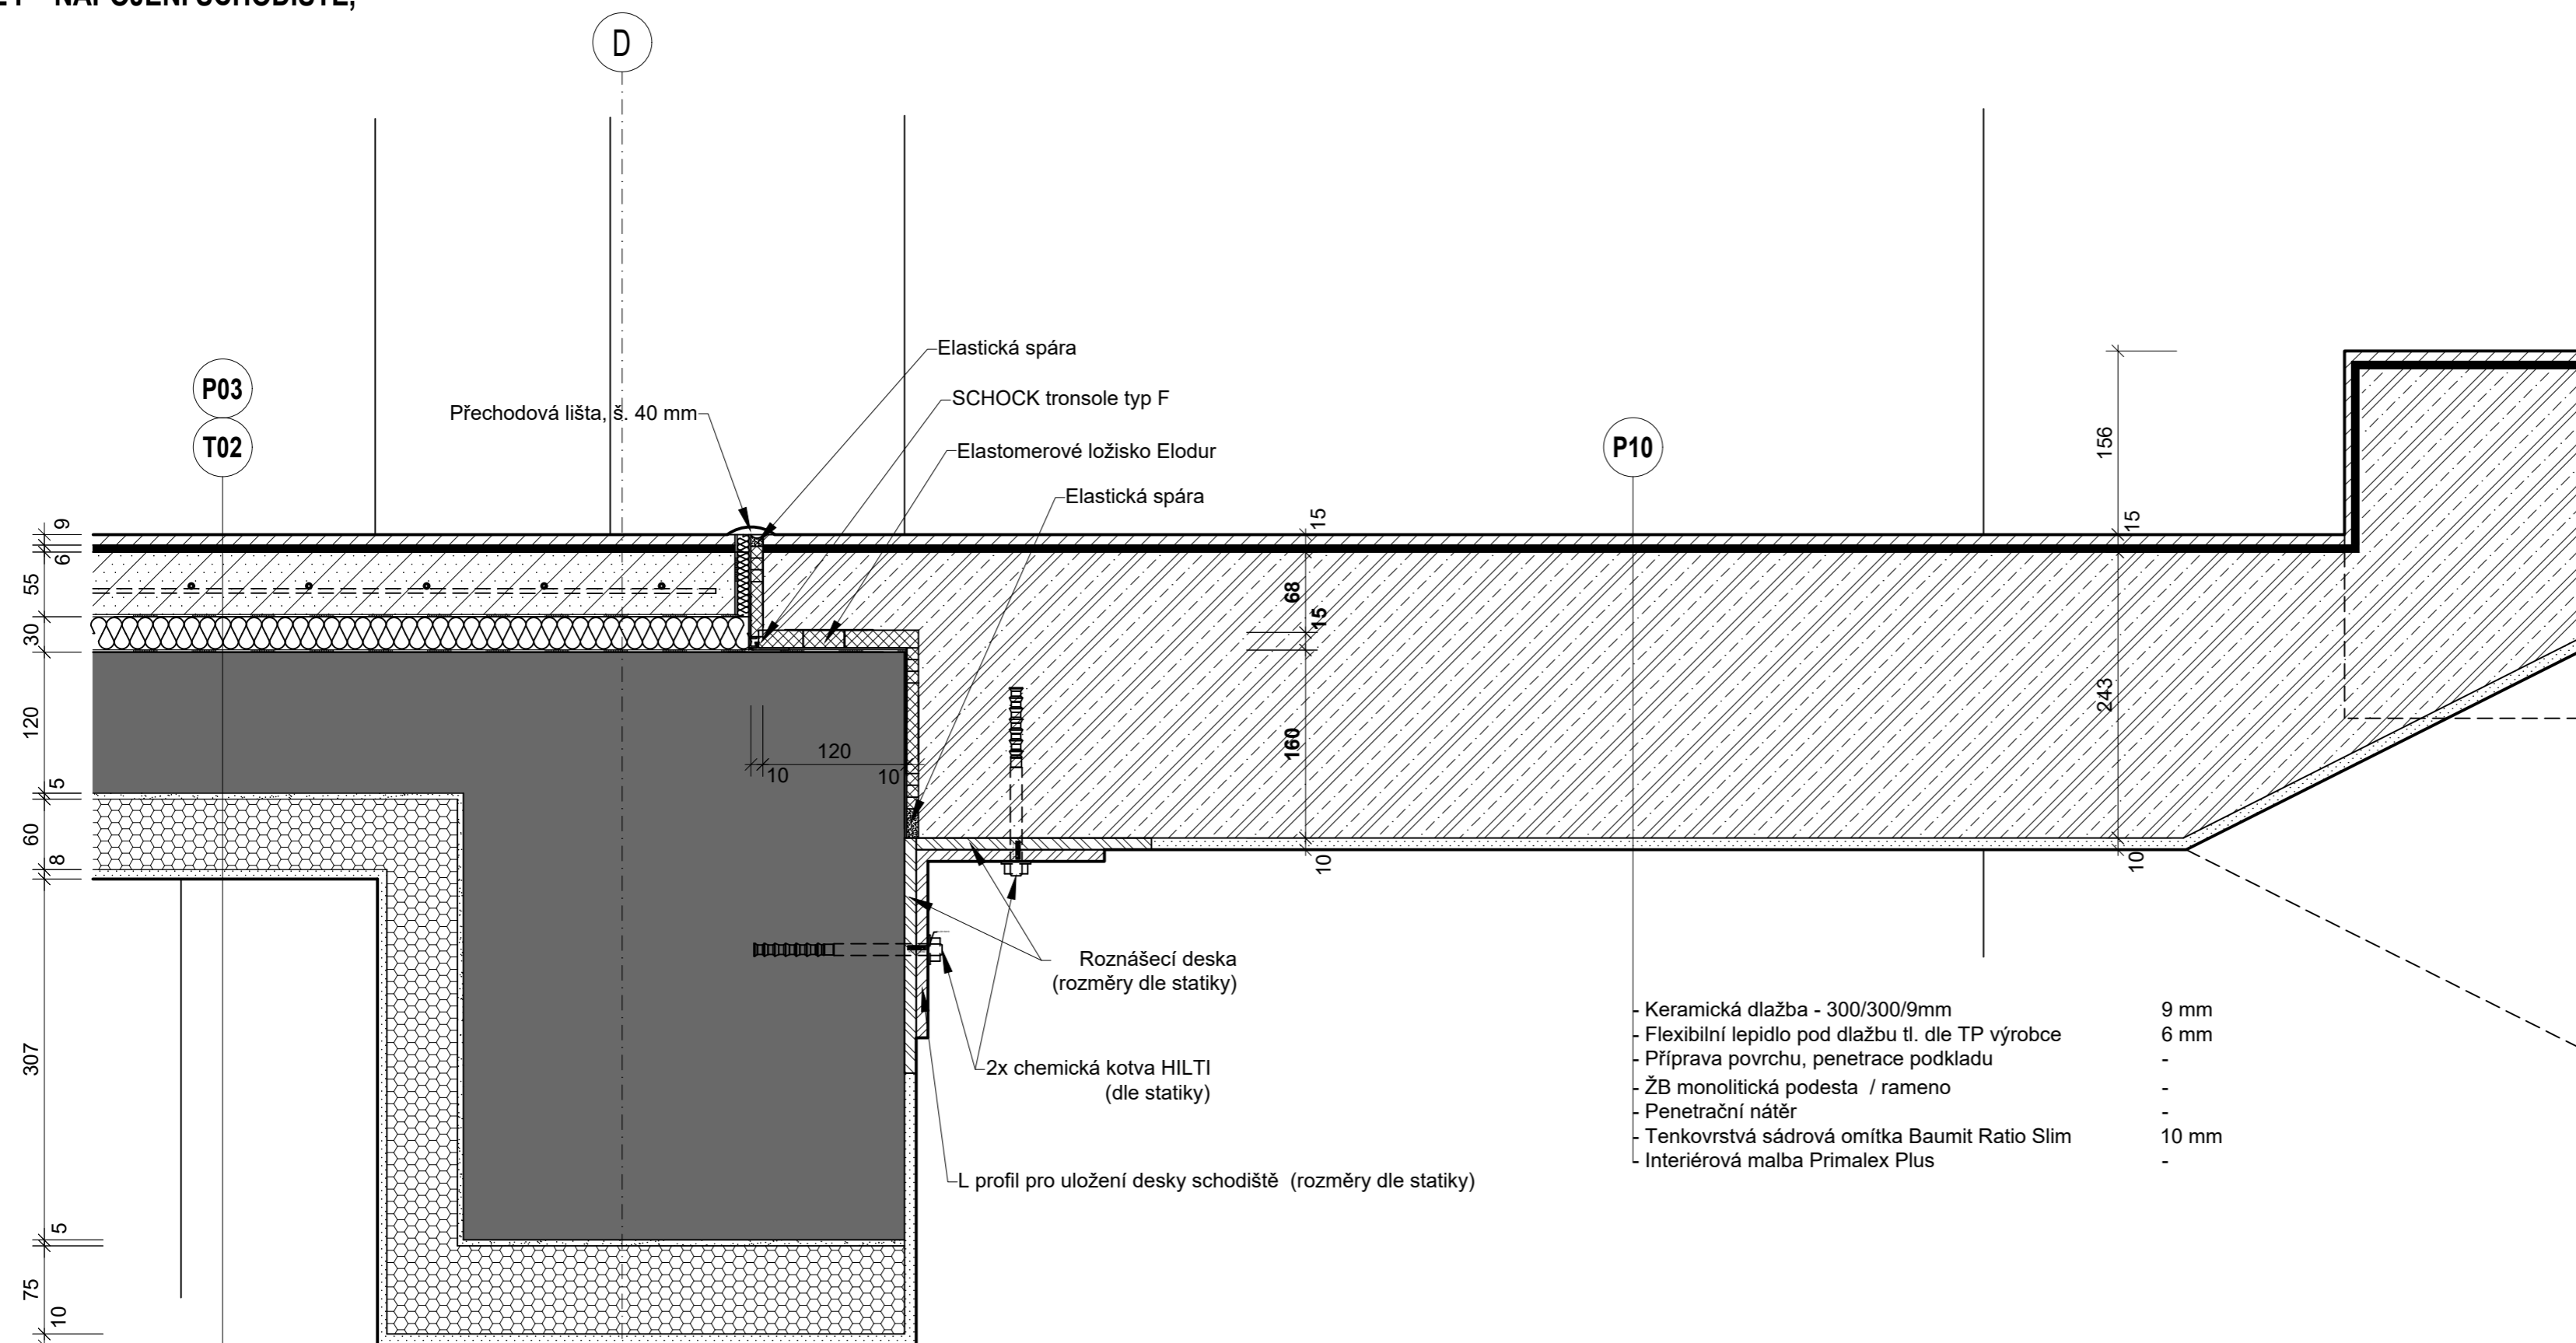 NAPOJENÍ SCHODIŠTĚ,
D
P03
T02
P10
Elastická spára
SCHOCK tronsole typ F
Přechodová lišta, š. 40 mm
Elastomerové ložisko Elodur
Elastická spára
9
6
55
30
120
5
60
8
307
5
75
10
120
10
10
15
68
15
160
10
156
15
243
10
Roznášecí deska
(rozměry dle statiky)
2x chemická kotva HILTI
(dle statiky)
L profil pro uložení desky schodiště (rozměry dle statiky)
- Keramická dlažba - 300/300/9mm 9 mm
- Flexibilní lepidlo pod dlažbu tl. dle TP výrobce 6 mm
- Příprava povrchu, penetrace podkladu -
- ŽB monolitická podesta / rameno -
- Penetrační nátěr -
- Tenkovrstvá sádrová omítka Baumit Ratio Slim 10 mm
- Interiérová malba Primalex Plus -